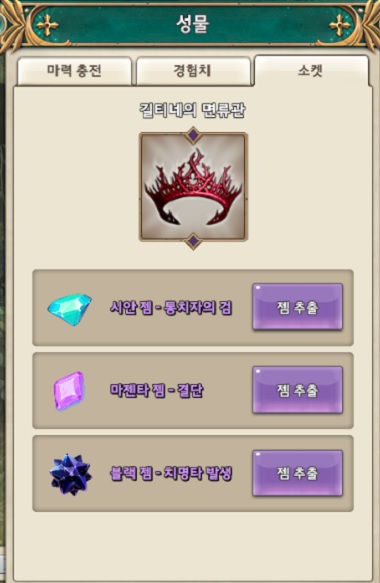 성물
마력 충전
경험치
소켓
길티네의 면류관
시안 젬 - 통치자의 검
젬 추출
마젠타 젬 - 결단
젬 추출
블랙 젬 - 치명타 발생
젬 추출